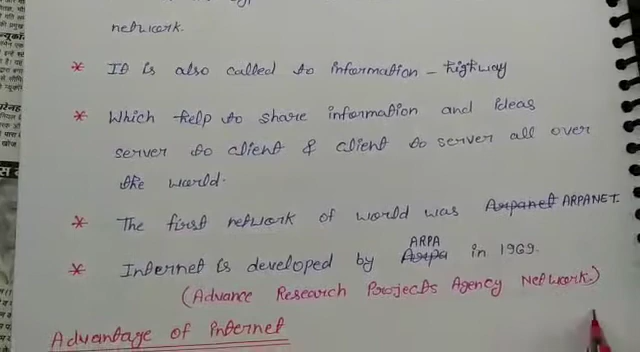 network.
* It is also called to information - highway
* Which help to share information and ideas
server to client & client to server all over
the world.
* The first network of world was Arpanet ARPANET.
ARPA
* Internet is developed by Arpa in 1969.
(Advance Research Projects Agency Network.)
Advantage of internet